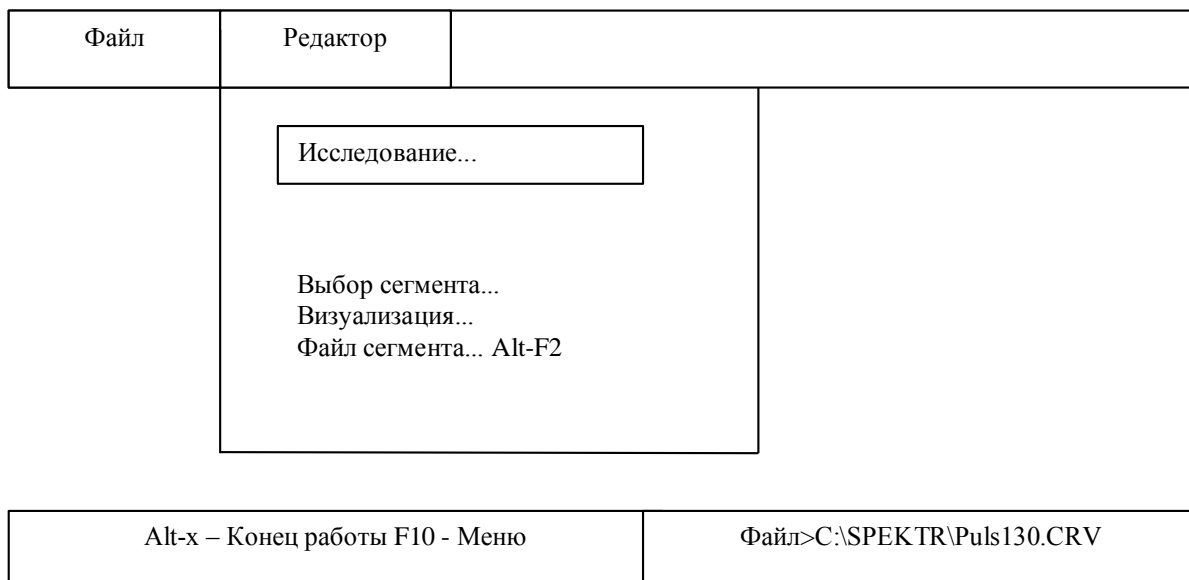 Файл Редактор
Исследование...
Выбор сегмента...
Визуализация...
Файл сегмента... Alt-F2
Alt-x – Конец работы F10 - Меню Файл>C:\SPEKTR\Puls130.CRV